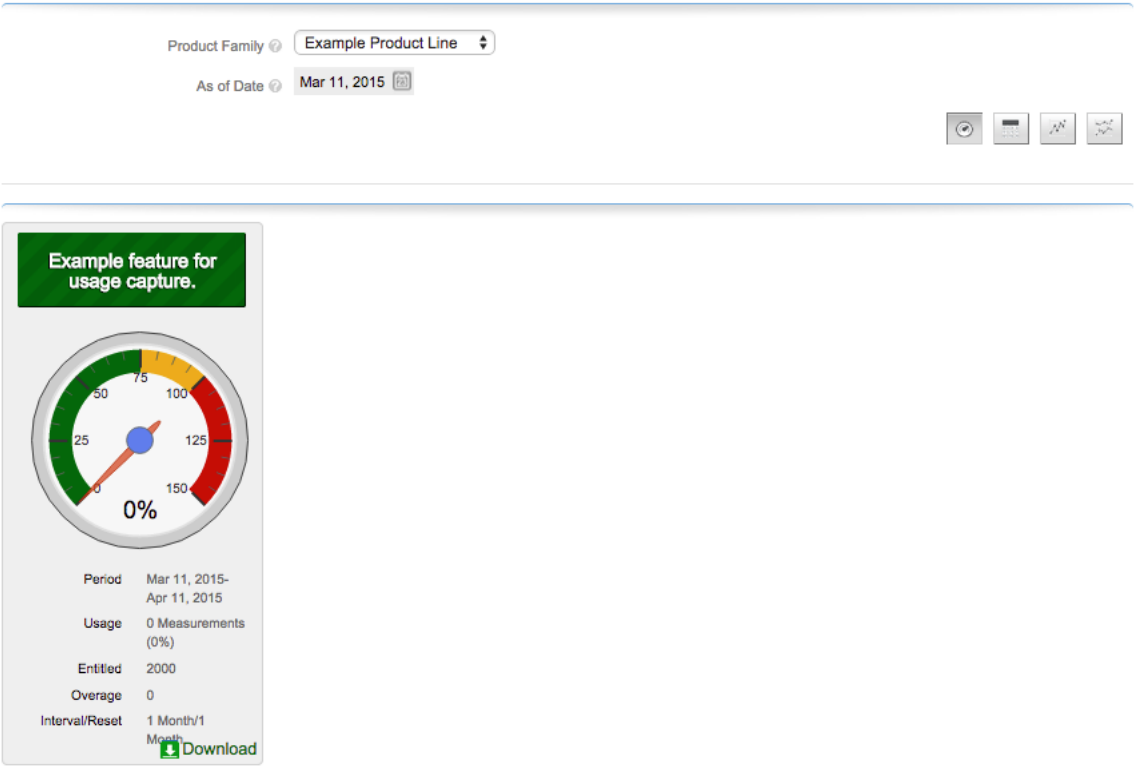 Product Family
Example Product Line
As of Date
Mar 11, 2015
Example feature for
usage capture.
75
50
100
25
125
0
150
0%
Period
Mar 11, 2015-
Apr 11, 2015
Usage
0 Measurements
(0%)
Entitled
2000
Overage
0
Interval/Reset
1 Month/1
Month
Download